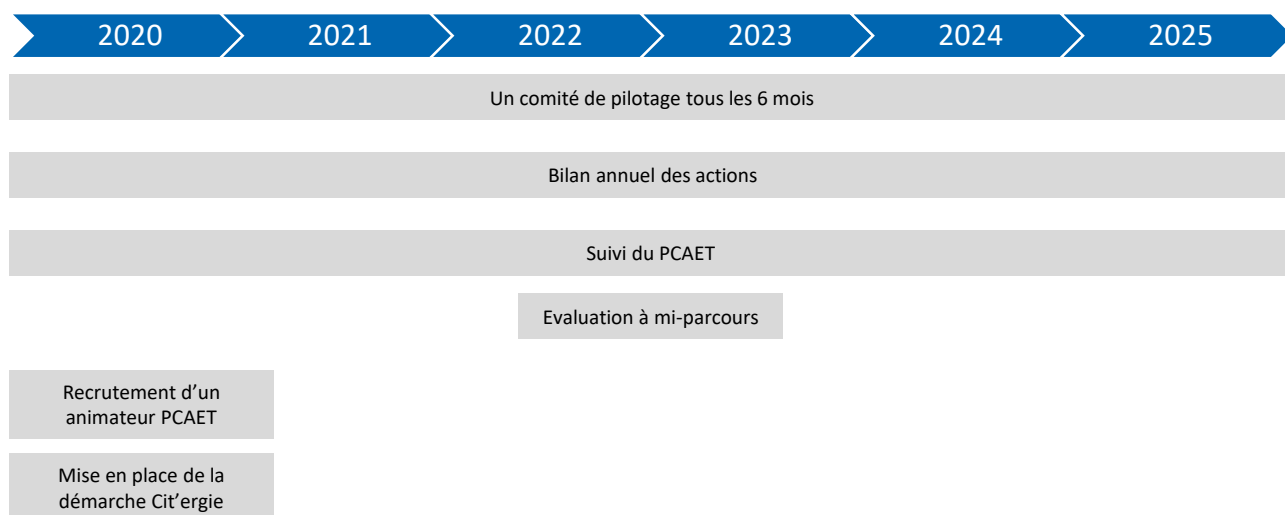 2020 2021 2022 2023 2024 2025
Un comité de pilotage tous les 6 mois
Bilan annuel des actions
Suivi du PCAET
Evaluation à mi-parcours
Recrutement d’un
animateur PCAET
Mise en place de la
démarche Cit’ergie